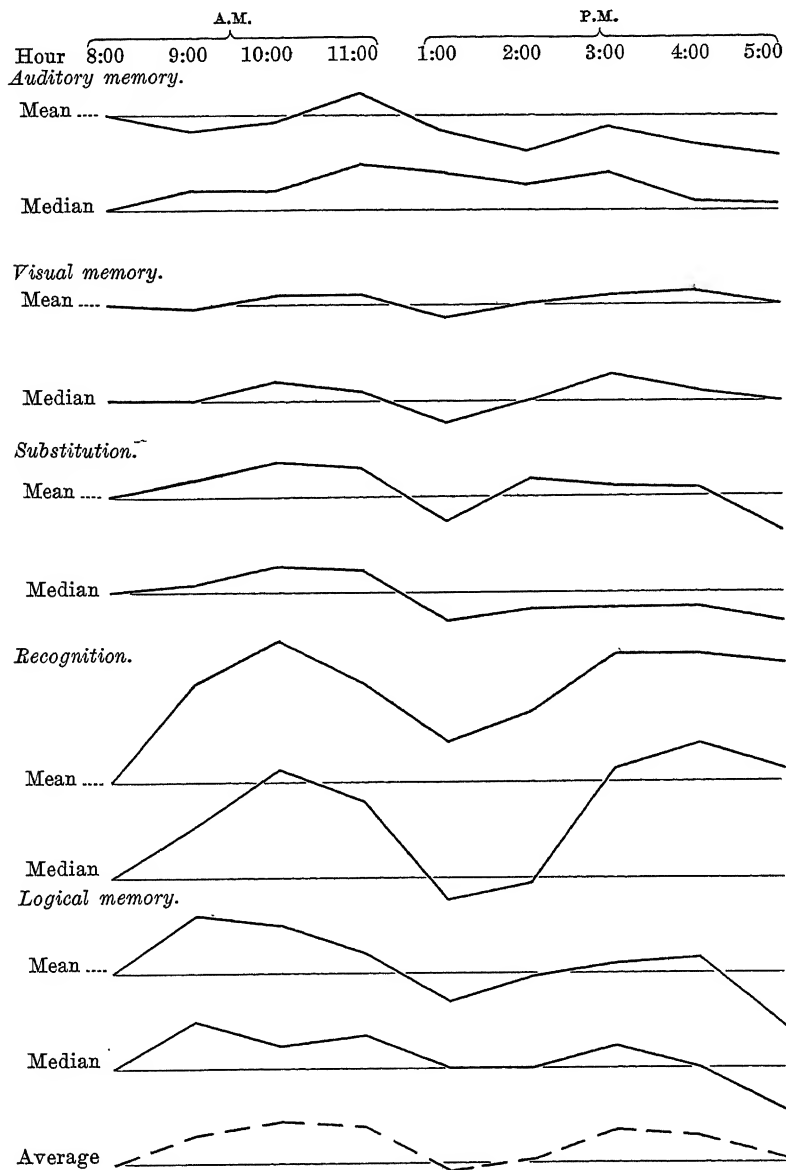 A.M. P.M.
Hour 8:00 9:00 10:00 11:00 1:00 2:00 3:00 4:00 5:00
Auditory memory.
Mean ....
Median
Visual memory.
Mean ....
Median
Substitution.
Mean ....
Median
Recognition.
Mean ....
Median
Logical memory.
Mean ....
Median
Average